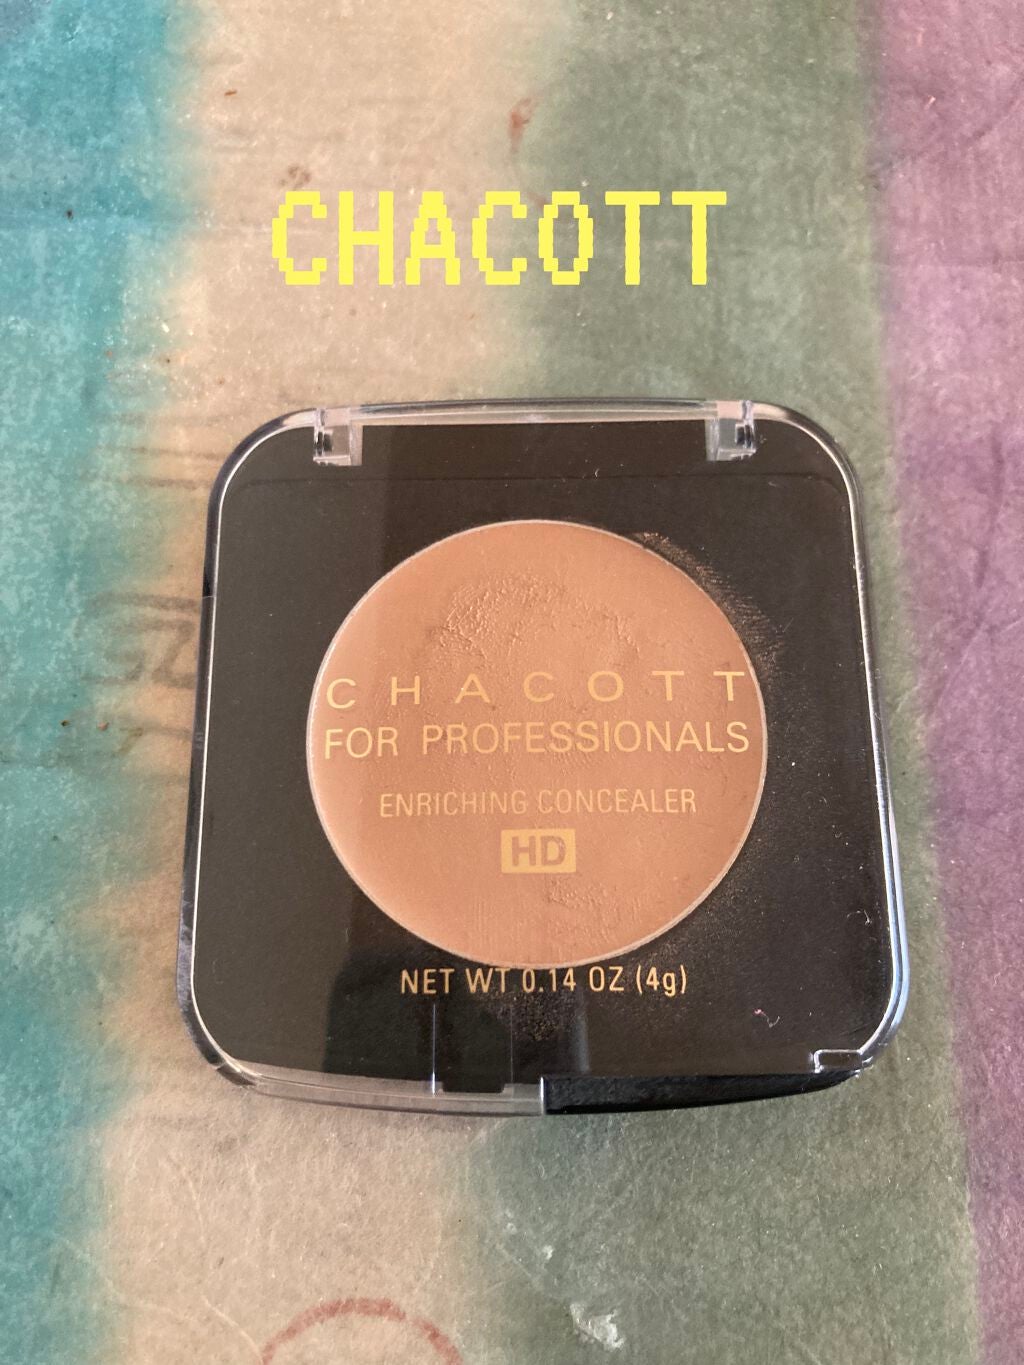 CHACOTT
CHACOTT
FOR PROFESSIONALS
ENRICHING CONCEALER
HD
NET WT 0.14 OZ (4g)